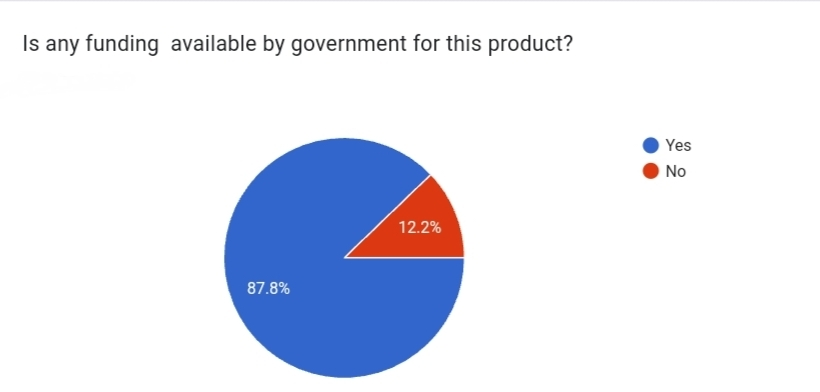 Is any funding  available by government for this product?
Yes
No
12.2%
87.8%